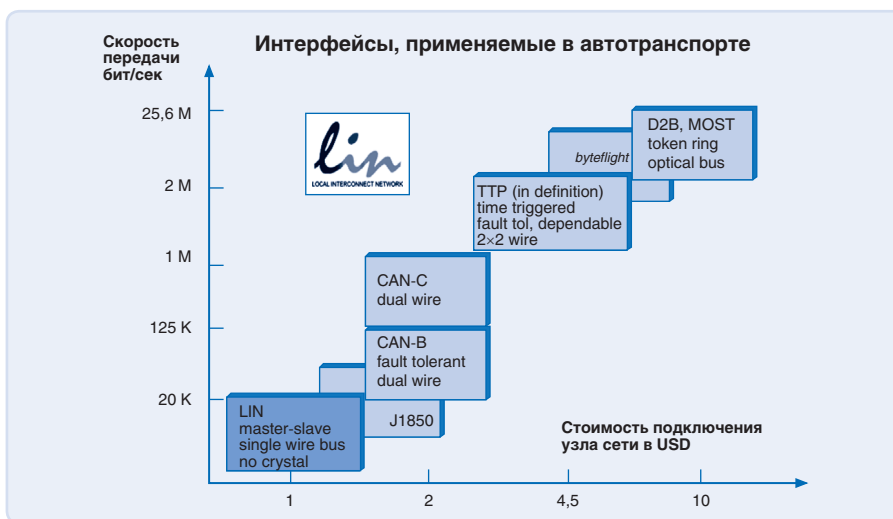 Скорость
передачи
бит/сек
Интерфейсы, применяемые в автотранспорте
25,6 М
2 М
1 М
125 К
20 К
lin
LOCAL INTERCONNECT NETWORK
D2B, MOST
token ring
optical bus
byteflight
TTP (in definition)
time triggered
fault tol, dependable
2×2 wire
CAN-C
dual wire
CAN-B
fault tolerant
dual wire
J1850
LIN
master-slave
single wire bus
no crystal
Стоимость подключения
узла сети в USD
1
2
4,5
10